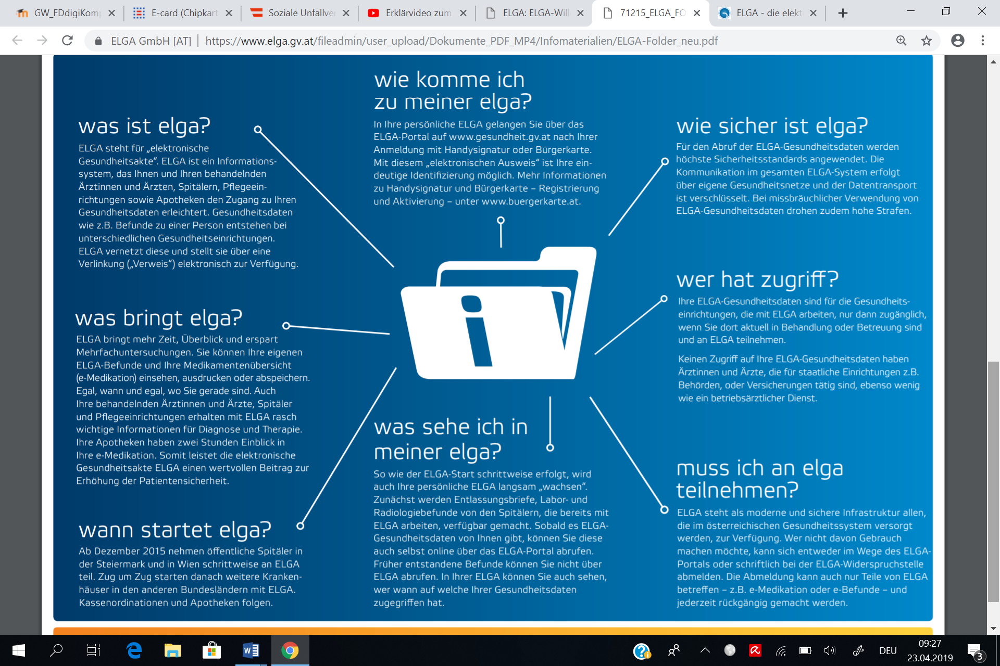 GW_FDdigiKomp
E-card (Chipkart
Soziale Unfallver
Erklärvideo zum
ELGA: ELGA-Will
71215_ELGA_FO
ELGA - die elekt
ELGA GmbH [AT] | https://www.elga.gv.at/fileadmin/user_upload/Dokumente_PDF_MP4/Infomaterialien/ELGA-Folder_neu.pdf
was ist elga?
ELGA steht für „elektronische
Gesundheitsakte“. ELGA ist ein Informations-
system, das Ihnen und Ihren behandelnden
Ärztinnen und Ärzten, Spitälern, Pflegeein-
richtungen sowie Apotheken den Zugang zu Ihren
Gesundheitsdaten erleichtert. Gesundheitsdaten
wie z.B. Befunde zu einer Person entstehen bei
unterschiedlichen Gesundheitseinrichtungen.
ELGA vernetzt diese und stellt sie über eine
Verlinkung („Verweis“) elektronisch zur Verfügung.
was bringt elga?
ELGA bringt mehr Zeit, Überblick und erspart
Mehrfachuntersuchungen. Sie können Ihre eigenen
ELGA-Befunde und Ihre Medikamentenübersicht
(e-Medikation) einsehen, ausdrucken oder abspeichern.
Egal, wann und egal, wo Sie gerade sind. Auch
Ihre behandelnden Ärztinnen und Ärzte, Spitäler
und Pflegeeinrichtungen erhalten mit ELGA rasch
wichtige Informationen für Diagnose und Therapie.
Ihre Apotheken haben zwei Stunden Einblick in
Ihre e-Medikation. Somit leistet die elektronische
Gesundheitsakte ELGA einen wertvollen Beitrag zur
Erhöhung der Patientensicherheit.
wann startet elga?
Ab Dezember 2015 nehmen öffentliche Spitäler in
der Steiermark und in Wien schrittweise an ELGA
teil. Zug um Zug starten danach weitere Kranken-
häuser in den anderen Bundesländern mit ELGA.
Kassenordinationen und Apotheken folgen.
wie komme ich
zu meiner elga?
In Ihre persönliche ELGA gelangen Sie über das
ELGA-Portal auf www.gesundheit.gv.at nach Ihrer
Anmeldung mit Handysignatur oder Bürgerkarte.
Mit diesem „elektronischen Ausweis“ ist Ihre ein-
deutige Identifizierung möglich. Mehr Informationen
zu Handysignatur und Bürgerkarte – Registrierung
und Aktivierung – unter www.buergerkarte.at.
i
was sehe ich in
meiner elga?
So wie der ELGA-Start schrittweise erfolgt, wird
auch Ihre persönliche ELGA langsam „wachsen“.
Zunächst werden Entlassungsbriefe, Labor- und
Radiologiebefunde von den Spitälern, die bereits mit
ELGA arbeiten, verfügbar gemacht. Sobald es ELGA-
Gesundheitsdaten von Ihnen gibt, können Sie diese
auch selbst online über das ELGA-Portal abrufen.
Früher entstandene Befunde können Sie nicht über
ELGA abrufen. In Ihrer ELGA können Sie auch sehen,
wer wann auf welche Ihrer Gesundheitsdaten
zugegriffen hat.
wie sicher ist elga?
Für den Abruf der ELGA-Gesundheitsdaten werden
höchste Sicherheitsstandards angewendet. Die
Kommunikation im gesamten ELGA-System erfolgt
über eigene Gesundheitsnetze und der Datentransport
ist verschlüsselt. Bei missbräuchlicher Verwendung von
ELGA-Gesundheitsdaten drohen zudem hohe Strafen.
wer hat zugriff?
Ihre ELGA-Gesundheitsdaten sind für die Gesundheits-
einrichtungen, die mit ELGA arbeiten, nur dann zugänglich,
wenn Sie dort aktuell in Behandlung oder Betreuung sind
und an ELGA teilnehmen.
Keinen Zugriff auf Ihre ELGA-Gesundheitsdaten haben
Ärztinnen und Ärzte, die für staatliche Einrichtungen z.B.
Behörden, oder Versicherungen tätig sind, ebenso wenig
wie ein betriebsärztlicher Dienst.
muss ich an elga
teilnehmen?
ELGA steht als moderne und sichere Infrastruktur allen,
die im österreichischen Gesundheitssystem versorgt
werden, zur Verfügung. Wer nicht davon Gebrauch
machen möchte, kann sich entweder im Wege des ELGA-
Portals oder schriftlich bei der ELGA-Widerspruchstelle
abmelden. Die Abmeldung kann auch nur Teile von ELGA
betreffen – z.B. e-Medikation oder e-Befunde – und
jederzeit rückgängig gemacht werden.
DEU
09:27
23.04.2019
3